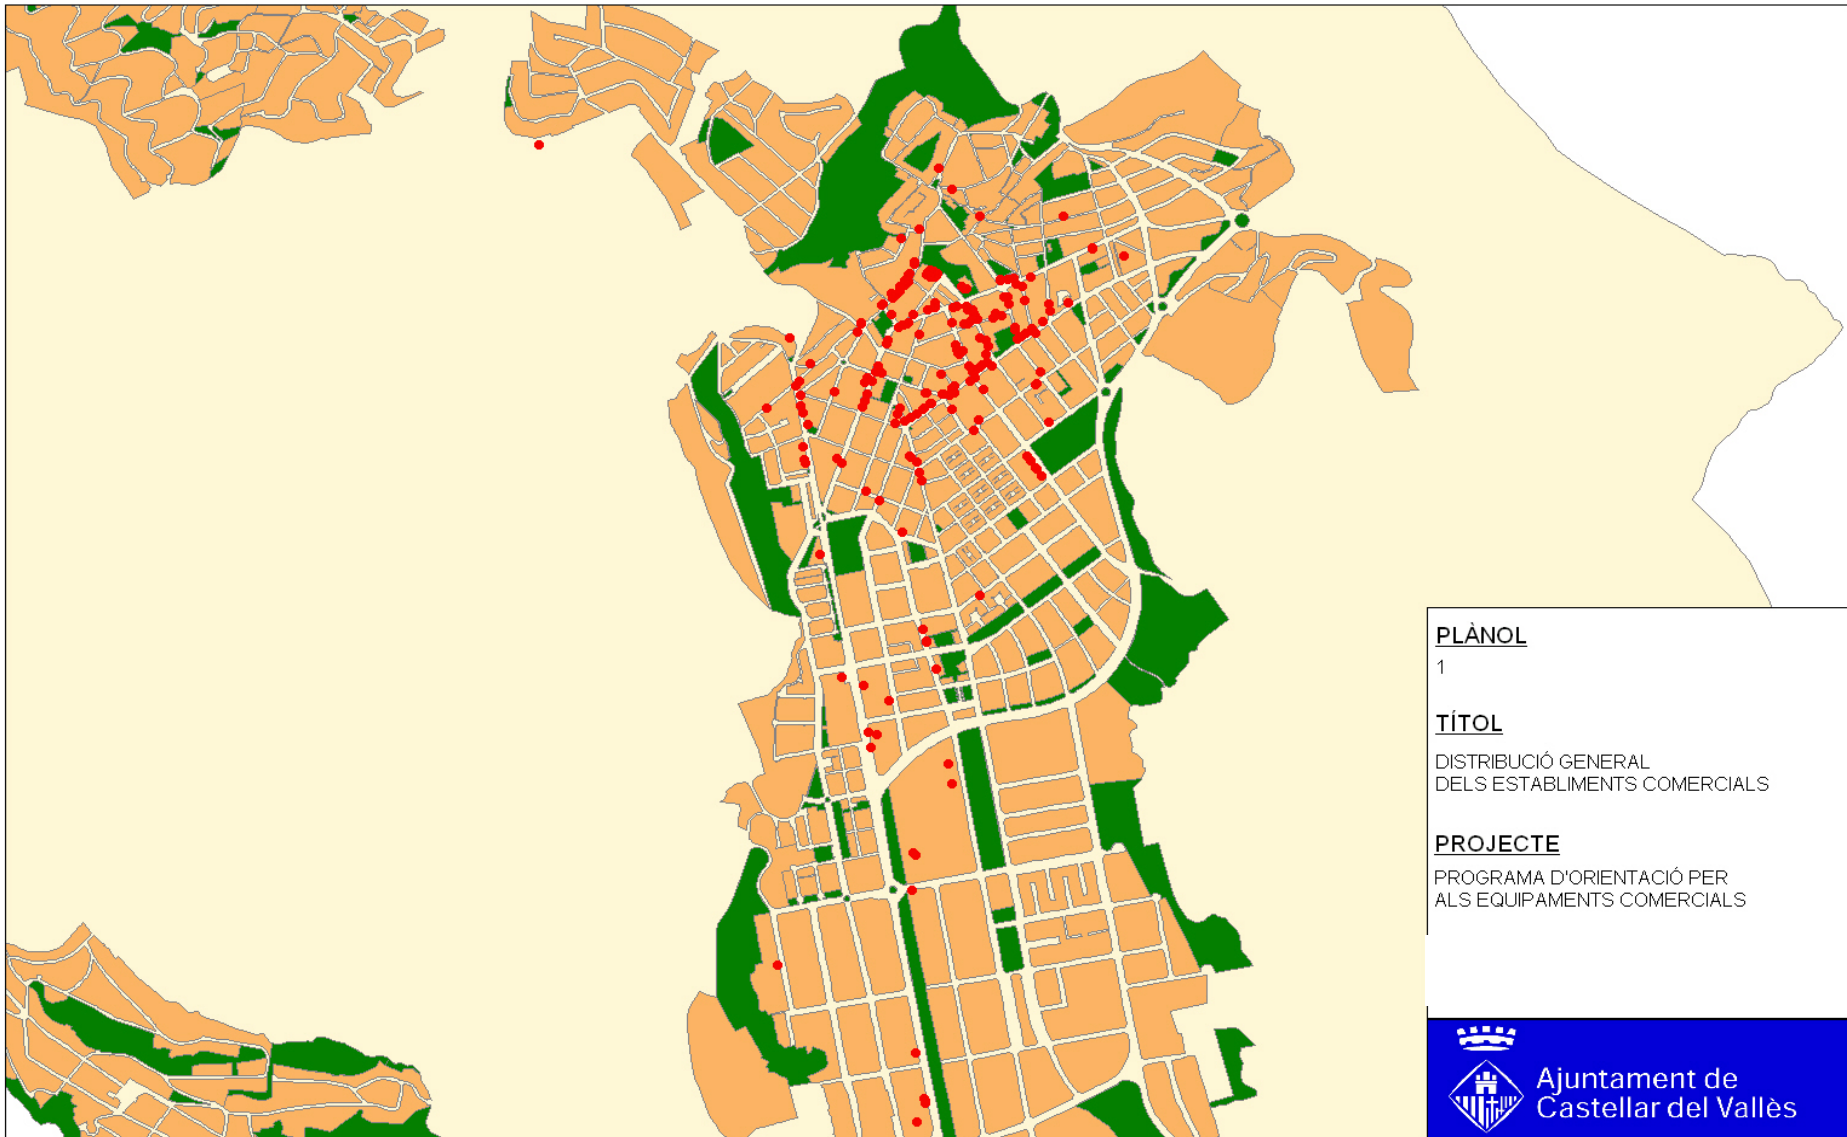 PLÀNOL
1
TÍTOL
DISTRIBUCIÓ GENERAL
DELS ESTABLIMENTS COMERCIALS
PROJECTE
PROGRAMA D'ORIENTACIÓ PER
ALS EQUIPAMENTS COMERCIALS
Ajuntament de
Castellar del Vallès